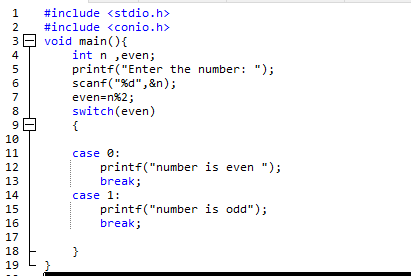 1 #include <stdio.h>
2 #include <conio.h>
3 void main(){
4 int n ,even;
5 printf("Enter the number: ");
6 scanf("%d",&n);
7 even=n%2;
8 switch(even)
9 {
10
11 case 0:
12 printf("number is even ");
13 break;
14 case 1:
15 printf("number is odd");
16 break;
17
18 }
19 }